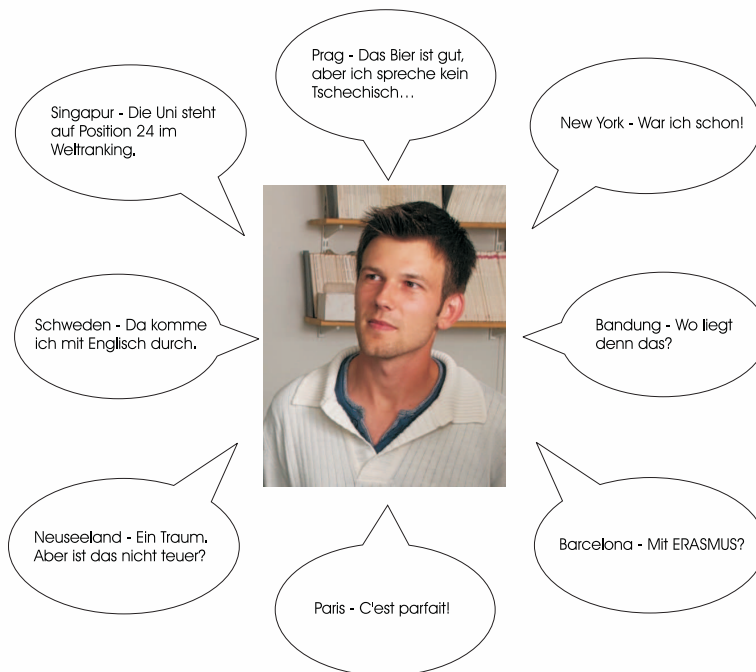 Prag - Das Bier ist gut,
aber ich spreche kein
Tschechisch…
Singapur - Die Uni steht
auf Position 24 im
Weltranking.
New York - War ich schon!
Schweden - Da komme
ich mit Englisch durch.
Bandung - Wo liegt
denn das?
Neuseeland - Ein Traum.
Aber ist das nicht teuer?
Barcelona - Mit ERASMUS?
Paris - C'est parfait!